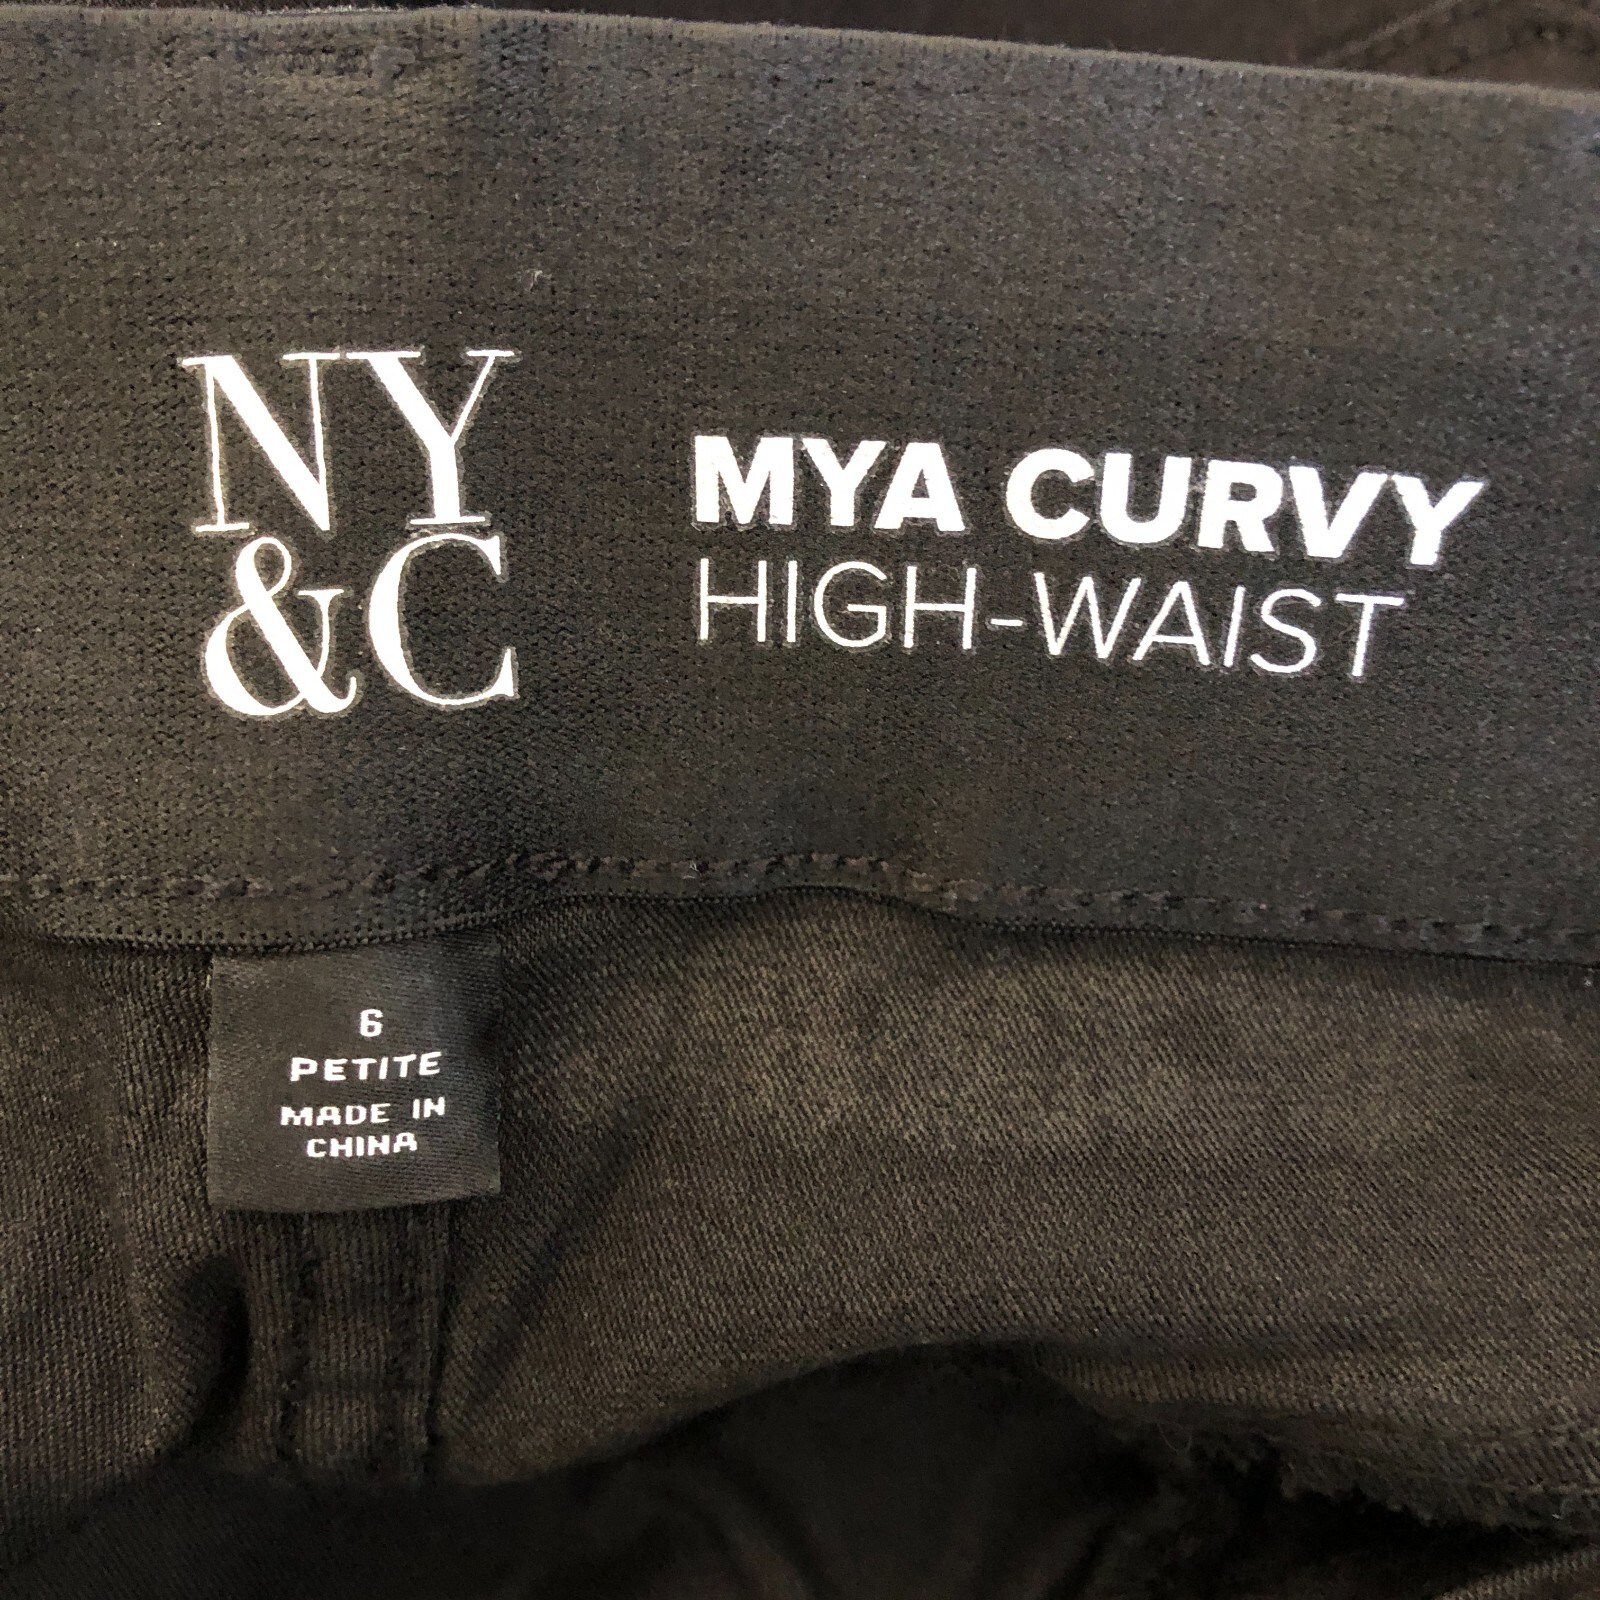 NY
&C
MYA CURVY
HIGH-WAIST
6
PETITE
MADE IN
CHINA